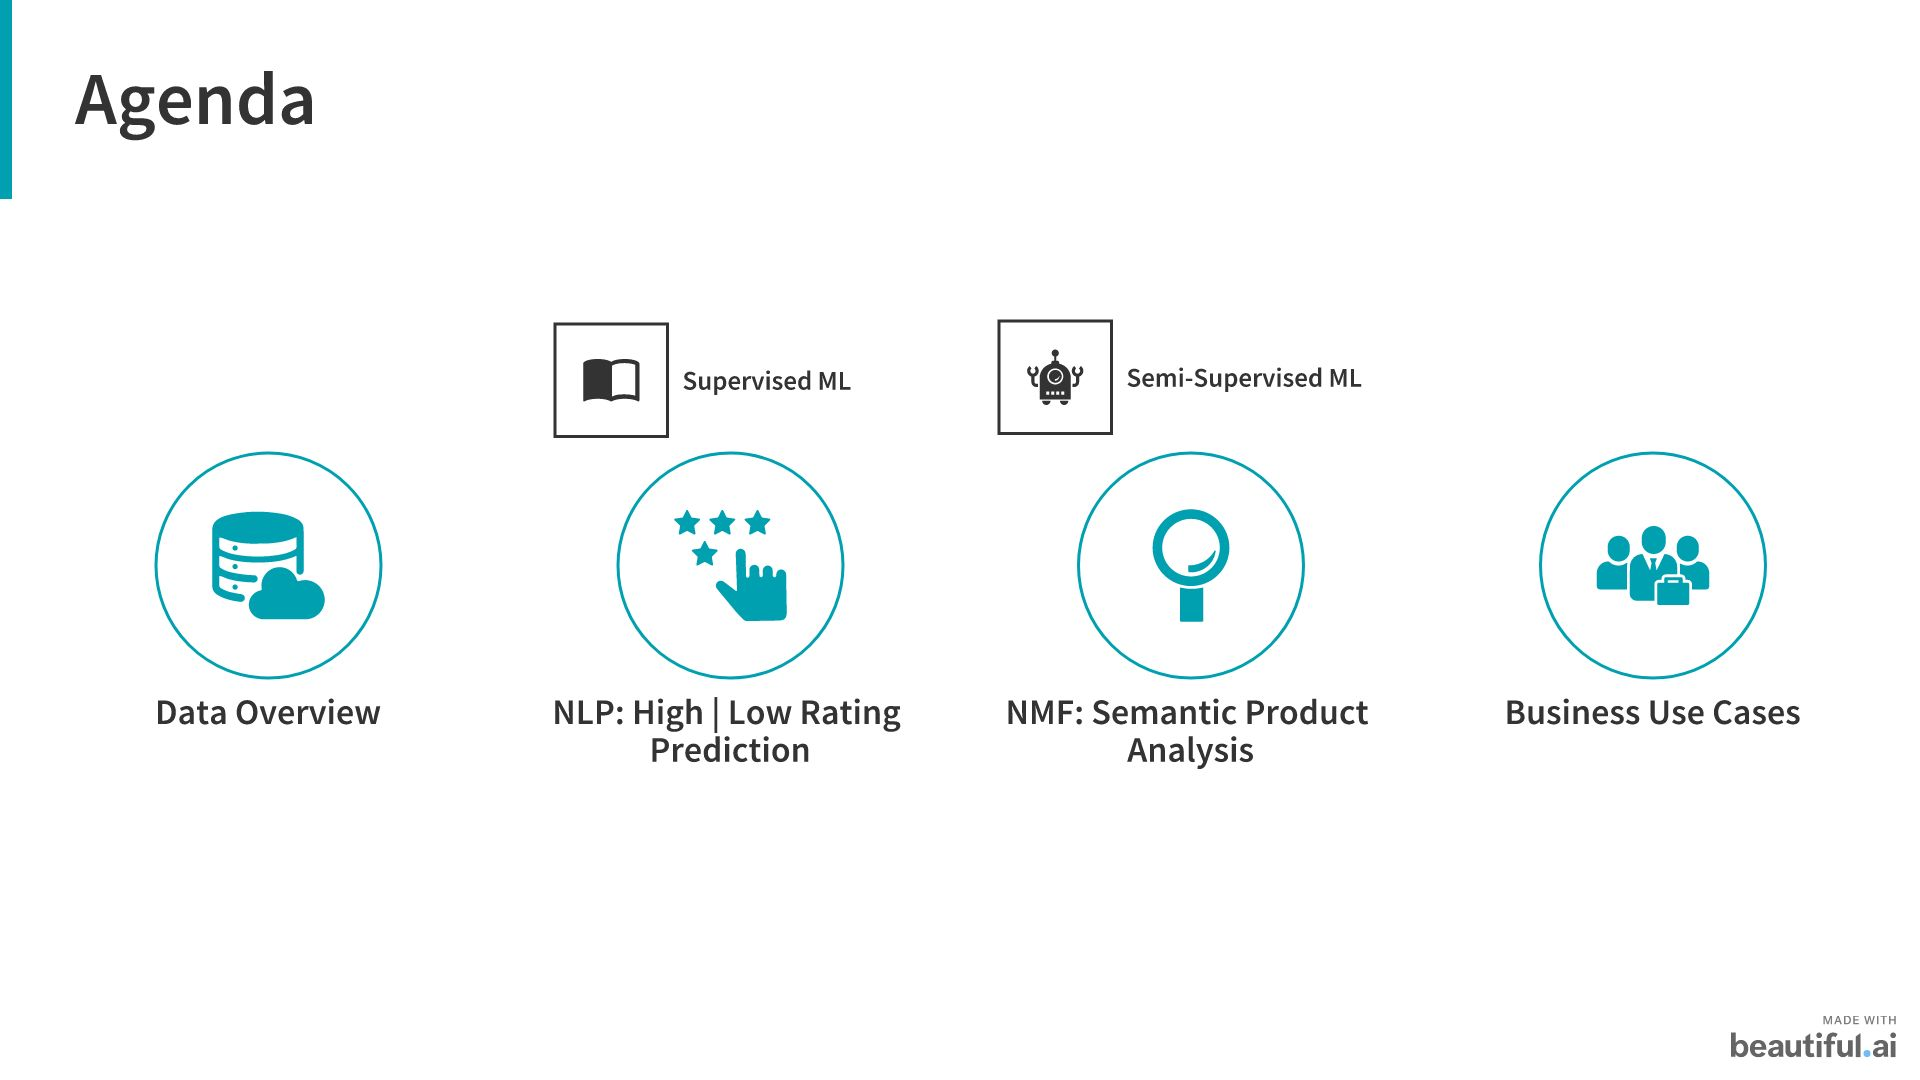 Agenda
Supervised ML
Semi-Supervised ML
Data Overview
NLP: High | Low Rating
Prediction
NMF: Semantic Product
Analysis
Business Use Cases
MADE WITH
beautiful.ai